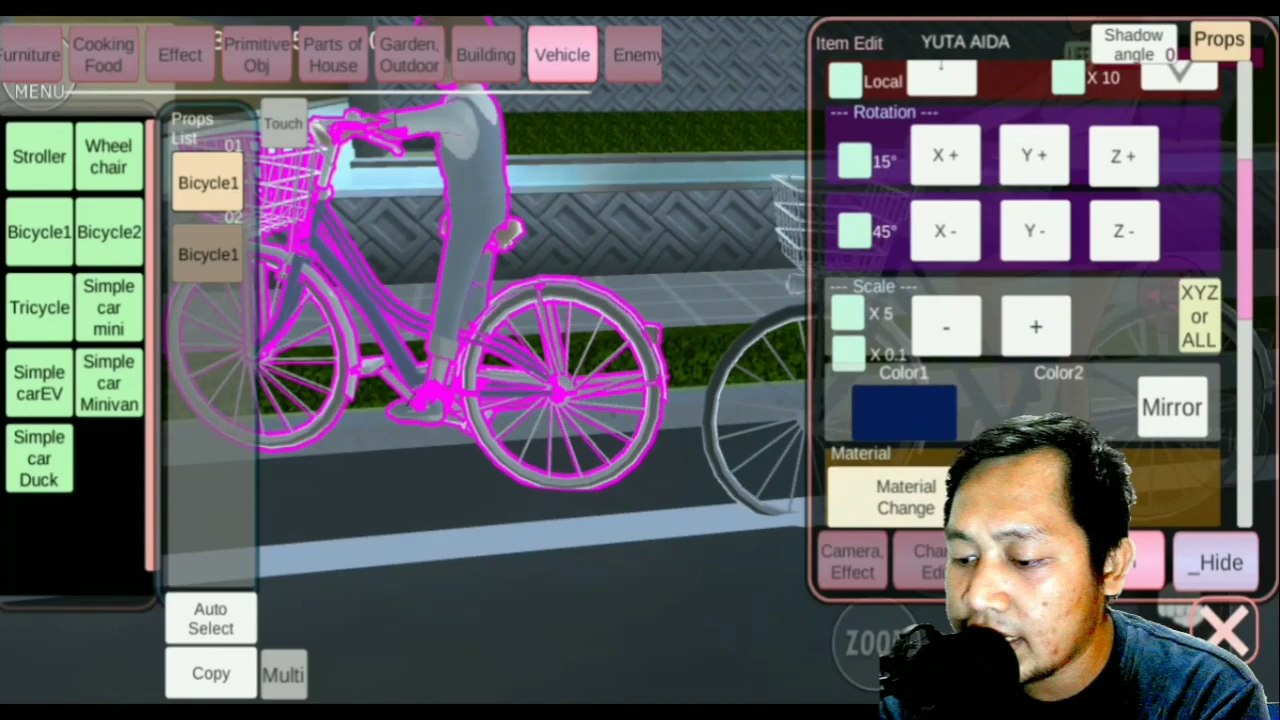 Furniture
Cooking
Food
Effect
Primitive
Obj
Parts of
House
Garden,
Outdoor
Building
Vehicle
Enemy
MENU
Stroller
Wheel
chair
Bicycle1
Bicycle2
Tricycle
Simple
car
mini
Simple
carEV
Simple
car
Minivan
Simple
car
Duck
Props
List
Touch
01
Bicycle1
02
Bicycle1
Auto
Select
Copy
Multi
Item Edit
YUTA AIDA
Shadow
angle 0
Props
Local
X 10
--- Rotation ---
15°
X +
Y +
Z +
45°
X -
Y -
Z -
--- Scale ---
X 5
-
+
XYZ
or
ALL
X 0.1
Color1
Color2
Mirror
Material
Material
Change
Camera,
Effect
_Hide